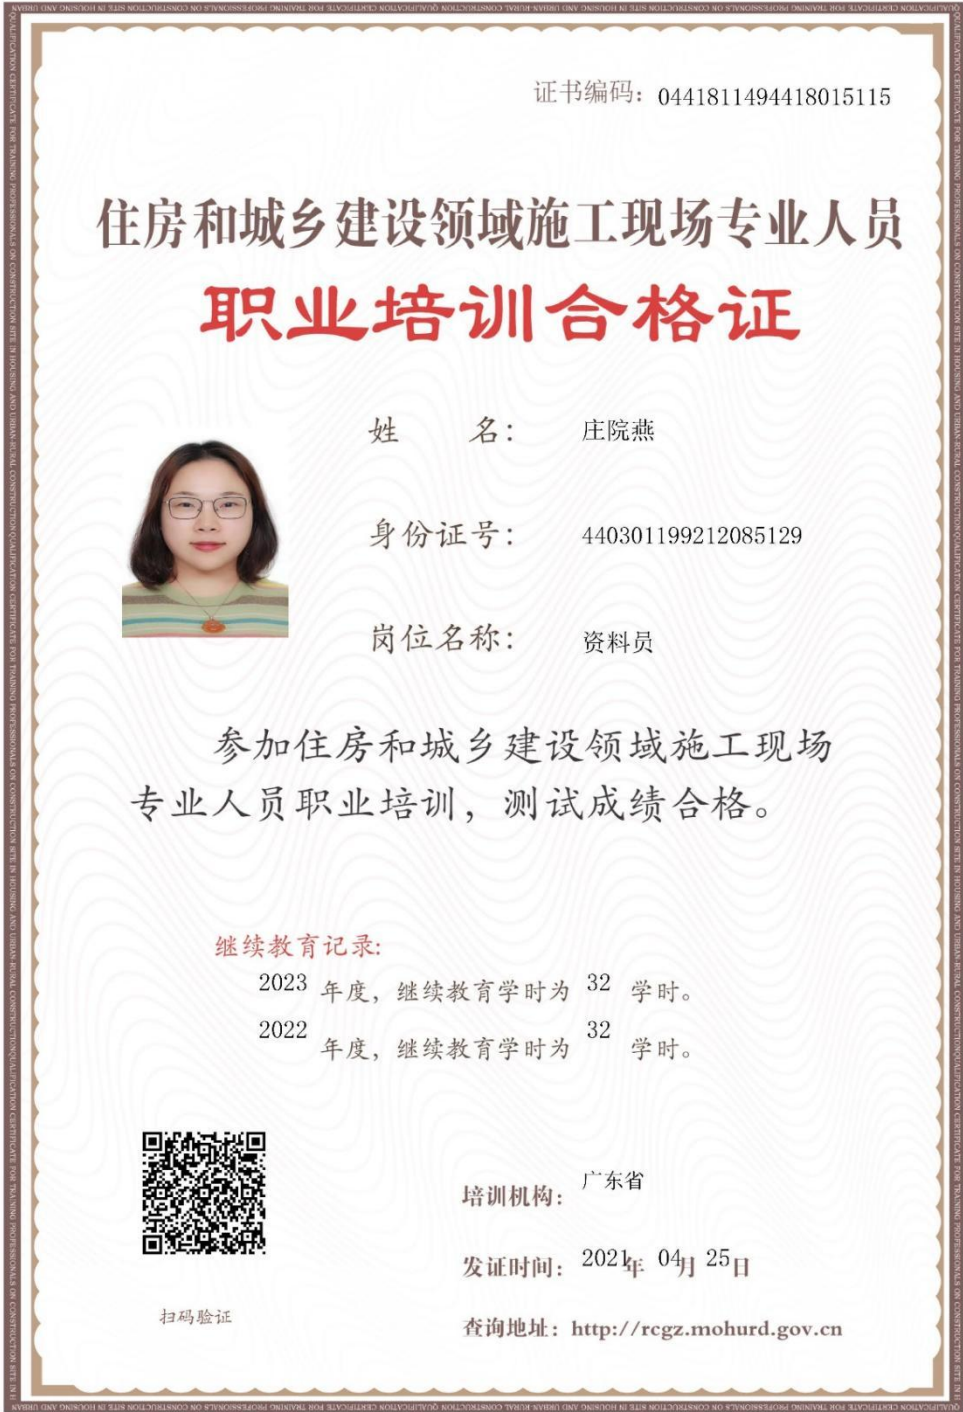 证书编码：0441811494418015115
住房和城乡建设领域施工现场专业人员
职业培训合格证
姓 名： 庄院燕
身份证号： 440301199212085129
岗位名称： 资料员
参加住房和城乡建设领域施工现场
专业人员职业培训，测试成绩合格。
继续教育记录:
2023 年度，继续教育学时为 32 学时。
2022 年度，继续教育学时为 32 学时。
培训机构： 广东省
发证时间： 2021年 04月 25日
扫码验证
查询地址：http://rcgz.mohurd.gov.cn